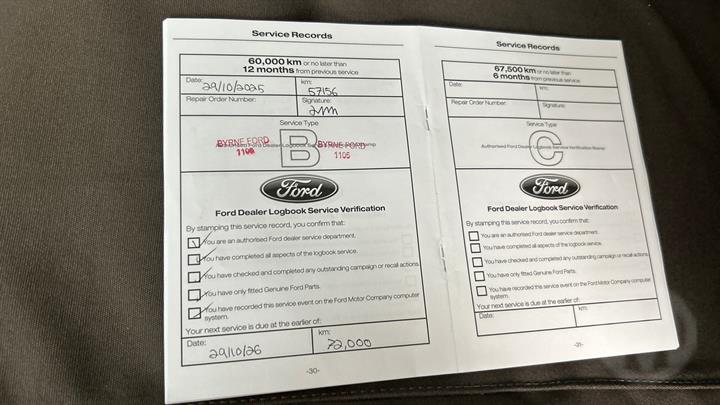 Service Records
60,000 km or no later than
12 months from previous service
Date: 29/10/2025
km: 57156
Repair Order Number:
Signature:
Service Type
B
BYRNE FORD
BYRNE FORD
1105
Ford
Ford Dealer Logbook Service Verification
By stamping this service record, you confirm that:
You are an authorised Ford dealer service department.
You have completed all aspects of the logbook service.
You have checked and completed any outstanding campaign or recall actions.
You have only fitted Genuine Ford Parts.
You have recorded this service event on the Ford Motor Company computer
system.
Your next service is due at the earlier of:
Date: 29/10/26
km: 72,000
-30-
Service Records
67,500 km or no later than
6 months from previous service
Date:
km:
Repair Order Number:
Signature:
Service Type
C
Authorised Ford Dealer Logbook Service Verification Stamp
Ford
Ford Dealer Logbook Service Verification
By stamping this service record, you confirm that:
You are an authorised Ford dealer service department.
You have completed all aspects of the logbook service.
You have checked and completed any outstanding campaign or recall actions.
You have only fitted Genuine Ford Parts.
You have recorded this service event on the Ford Motor Company computer
system.
Your next service is due at the earlier of:
Date:
km:
-31-